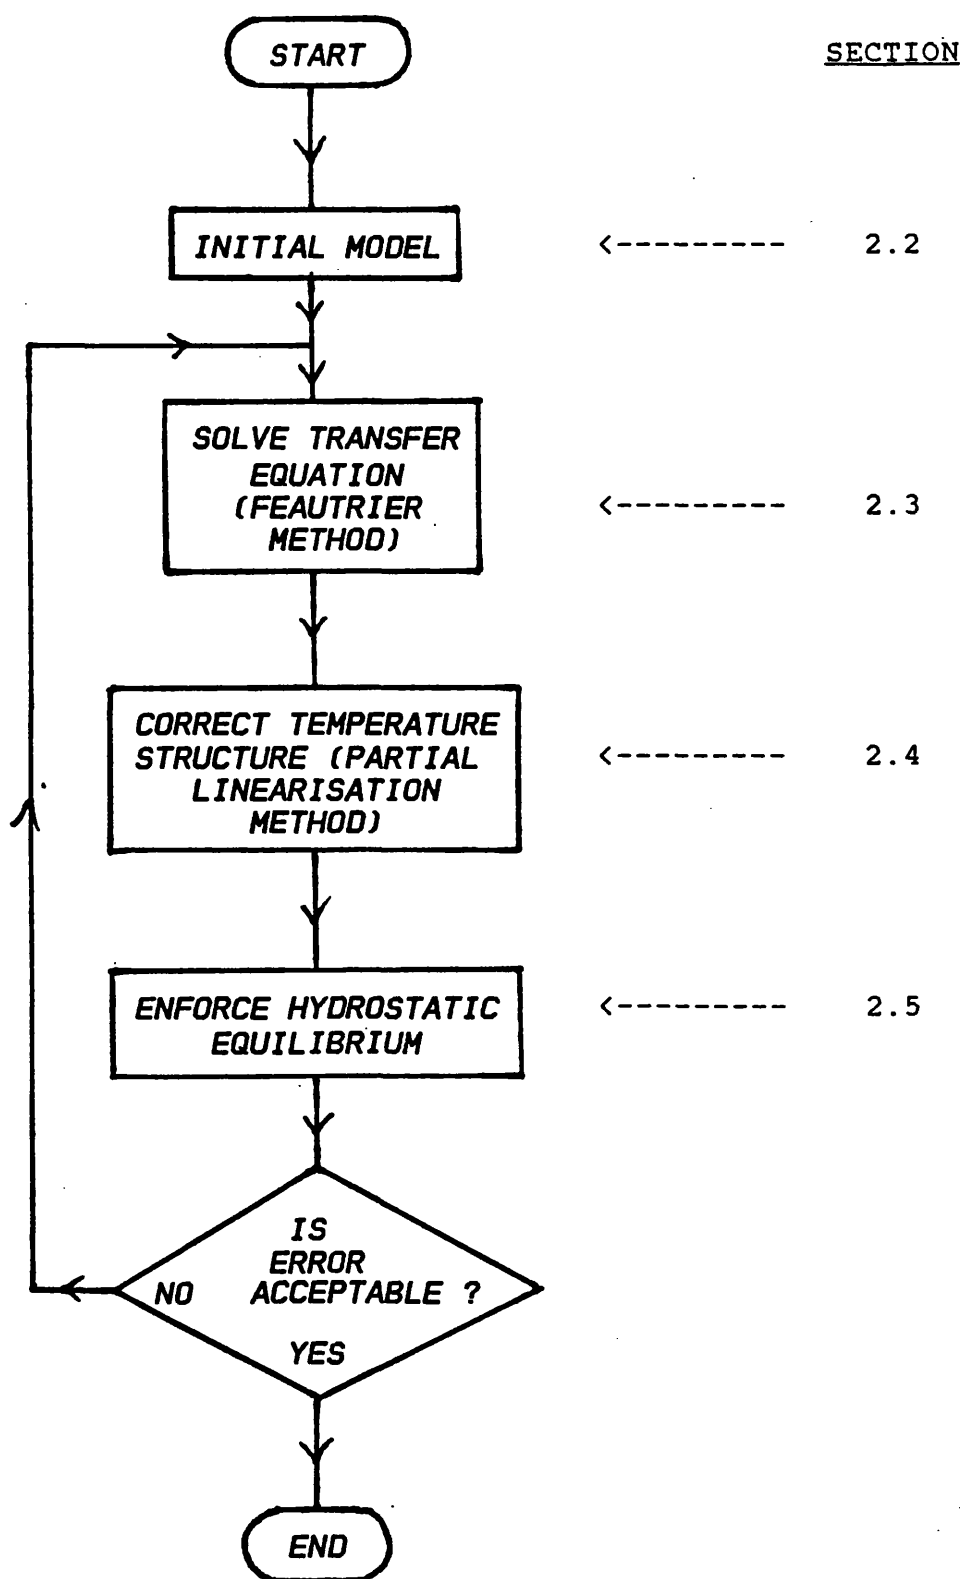 START
SECTION
INITIAL MODEL
<--------- 2.2
SOLVE TRANSFER
EQUATION
(FEAUTRIER
METHOD)
<--------- 2.3
CORRECT TEMPERATURE
STRUCTURE (PARTIAL
LINEARISATION
METHOD)
<--------- 2.4
ENFORCE HYDROSTATIC
EQUILIBRIUM
<--------- 2.5
IS
ERROR
NO ACCEPTABLE ?
YES
END